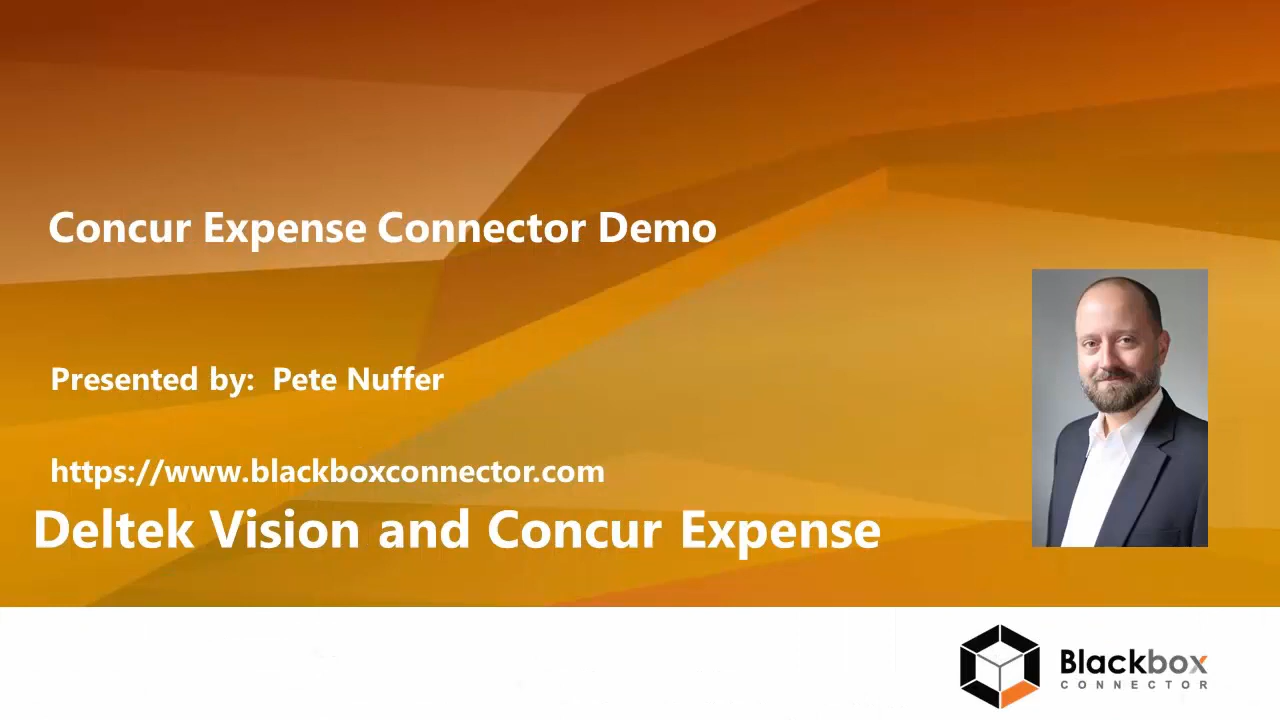 Concur Expense Connector Demo
Presented by: Pete Nuffer
https://www.blackboxconnector.com
Deltek Vision and Concur Expense
Blackbox
CONNECTOR